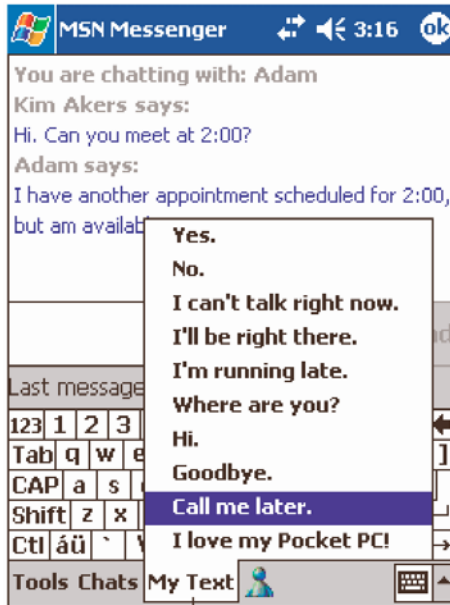 MSN Messenger 3:16 ok
You are chatting with: Adam
Kim Akers says:
Hi. Can you meet at 2:00?
Adam says:
I have another appointment scheduled for 2:00,
but am
Yes.
No.
I can't talk right now.
I'll be right there.
I'm running late.
Where are you?
Hi.
Goodbye.
Call me later.
I love my Pocket PC!
Last message
123 1 2 3
Tab q w e ]
CAP a s
Shift z x
Ctl áü `
Tools Chats My Text